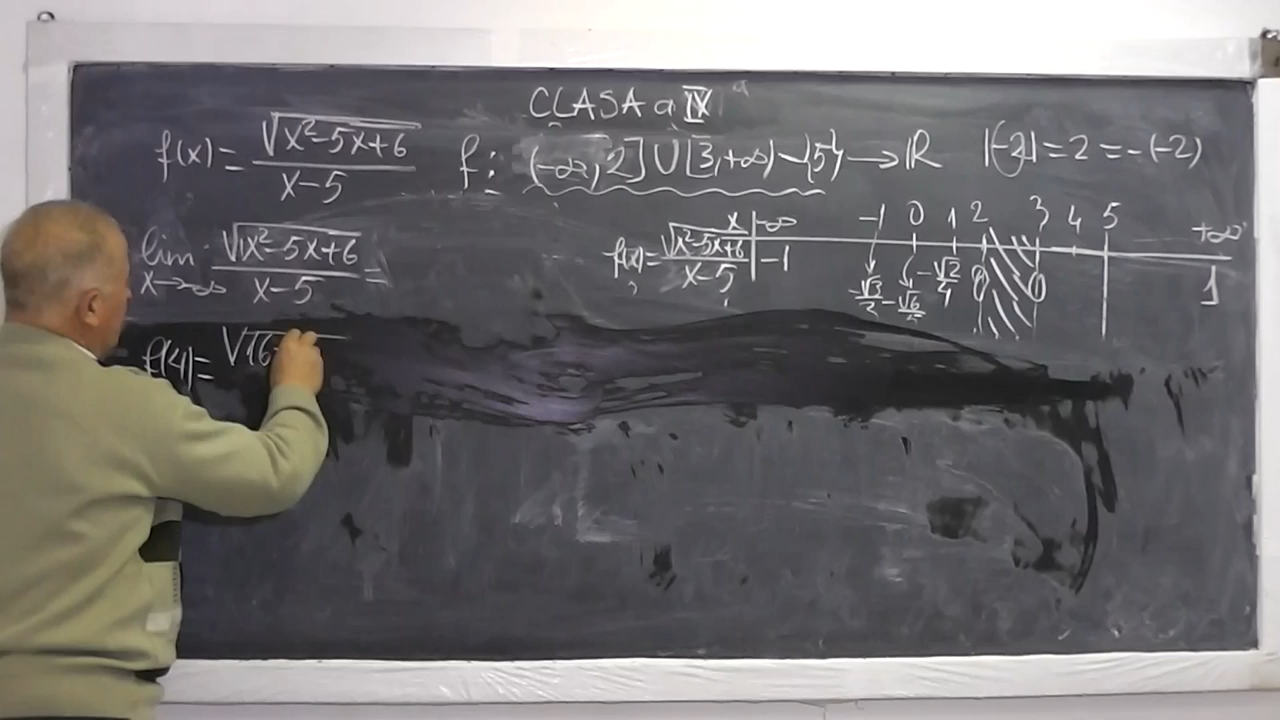 CLASA a IX a
f(x) = √(x²-5x+6) / (x-5)    f: (-∞, 2] ∪ [3, +∞) \ {5} → ℝ    |(-2)| = 2 = -(-2)
lim x→-∞ √(x²-5x+6) / (x-5) =
x | -∞ -1 0 1 2 3 4 5 +∞
f(x) = √(x²-5x+6) / (x-5) | -1 -√3/2 -√6/5 -√2/4 0 0 1
f(4) = √16